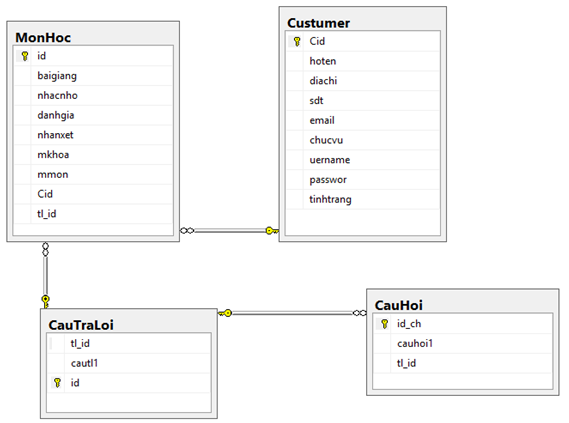 MonHoc
id
baigiang
nhacnho
danhgia
nhanxet
mkhoa
mmon
Cid
tl_id
Custumer
Cid
hoten
diachi
sdt
email
chucvu
uername
passwor
tinhtrang
CauTraLoi
tl_id
cautl1
id
CauHoi
id_ch
cauhoi1
tl_id